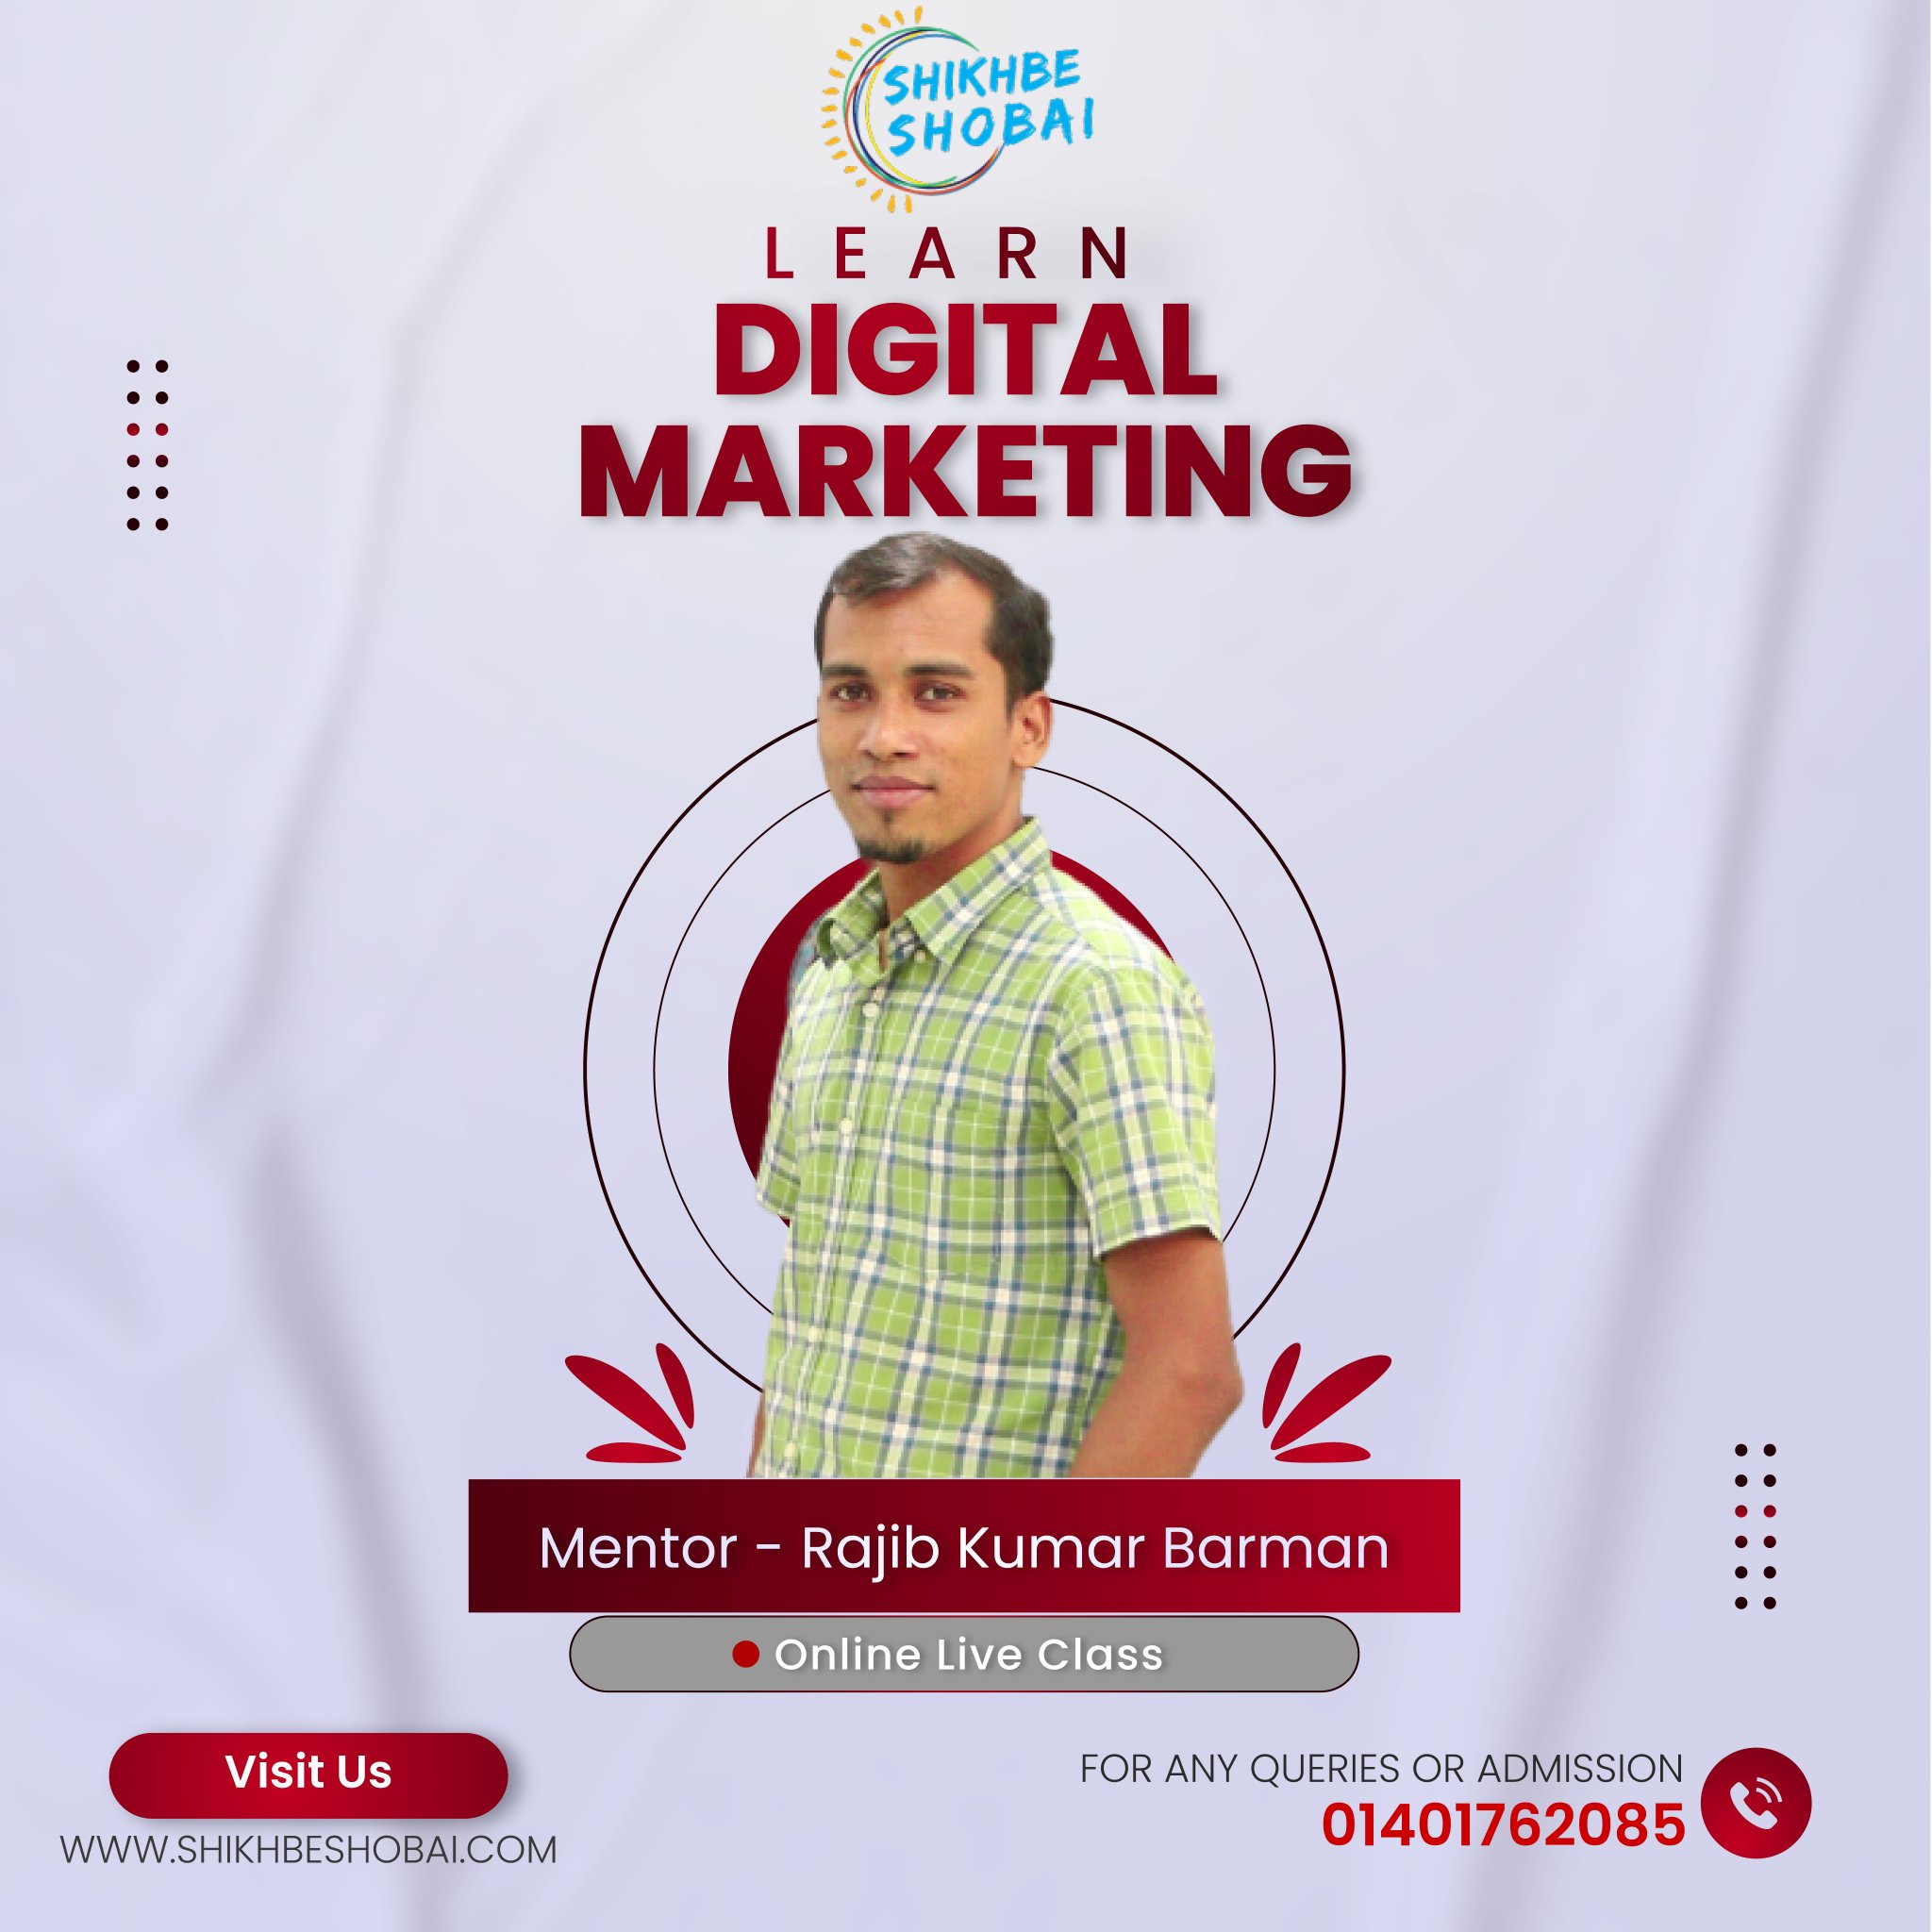 SHIKHBE
SHOBAI
LEARN
DIGITAL
MARKETING
Mentor - Rajib Kumar Barman
Online Live Class
Visit Us
WWW.SHIKHBESHOBAI.COM
FOR ANY QUERIES OR ADMISSION
01401762085